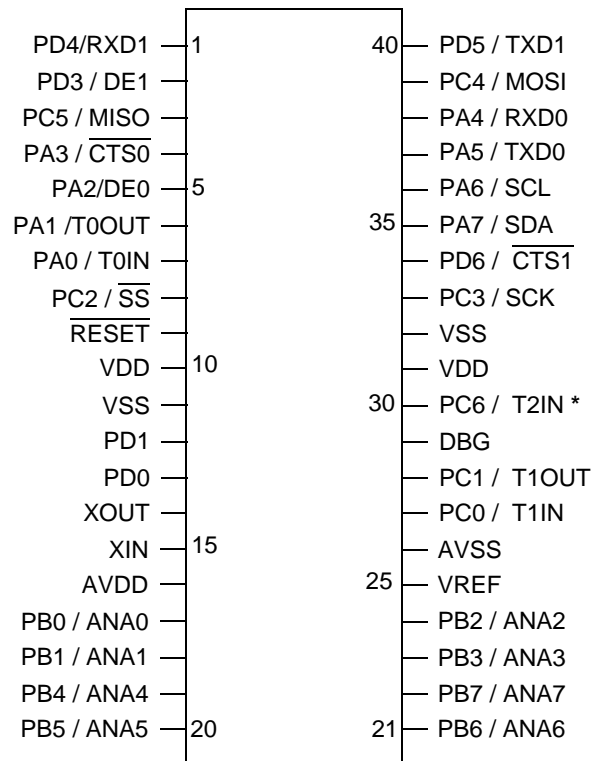 PD4/RXD1 1 40 PD5 / TXD1
PD3 / DE1 PC4 / MOSI
PC5 / MISO PA4 / RXD0
PA3 / CTS0 PA5 / TXD0
PA2/DE0 5 PA6 / SCL
PA1 /T0OUT 35 PA7 / SDA
PA0 / T0IN PD6 / CTS1
PC2 / SS PC3 / SCK
RESET VSS
VDD 10 VDD
VSS 30 PC6 / T2IN *
PD1 DBG
PD0 PC1 / T1OUT
XOUT PC0 / T1IN
XIN 15 AVSS
AVDD 25 VREF
PB0 / ANA0 PB2 / ANA2
PB1 / ANA1 PB3 / ANA3
PB4 / ANA4 PB7 / ANA7
PB5 / ANA5 20 21 PB6 / ANA6